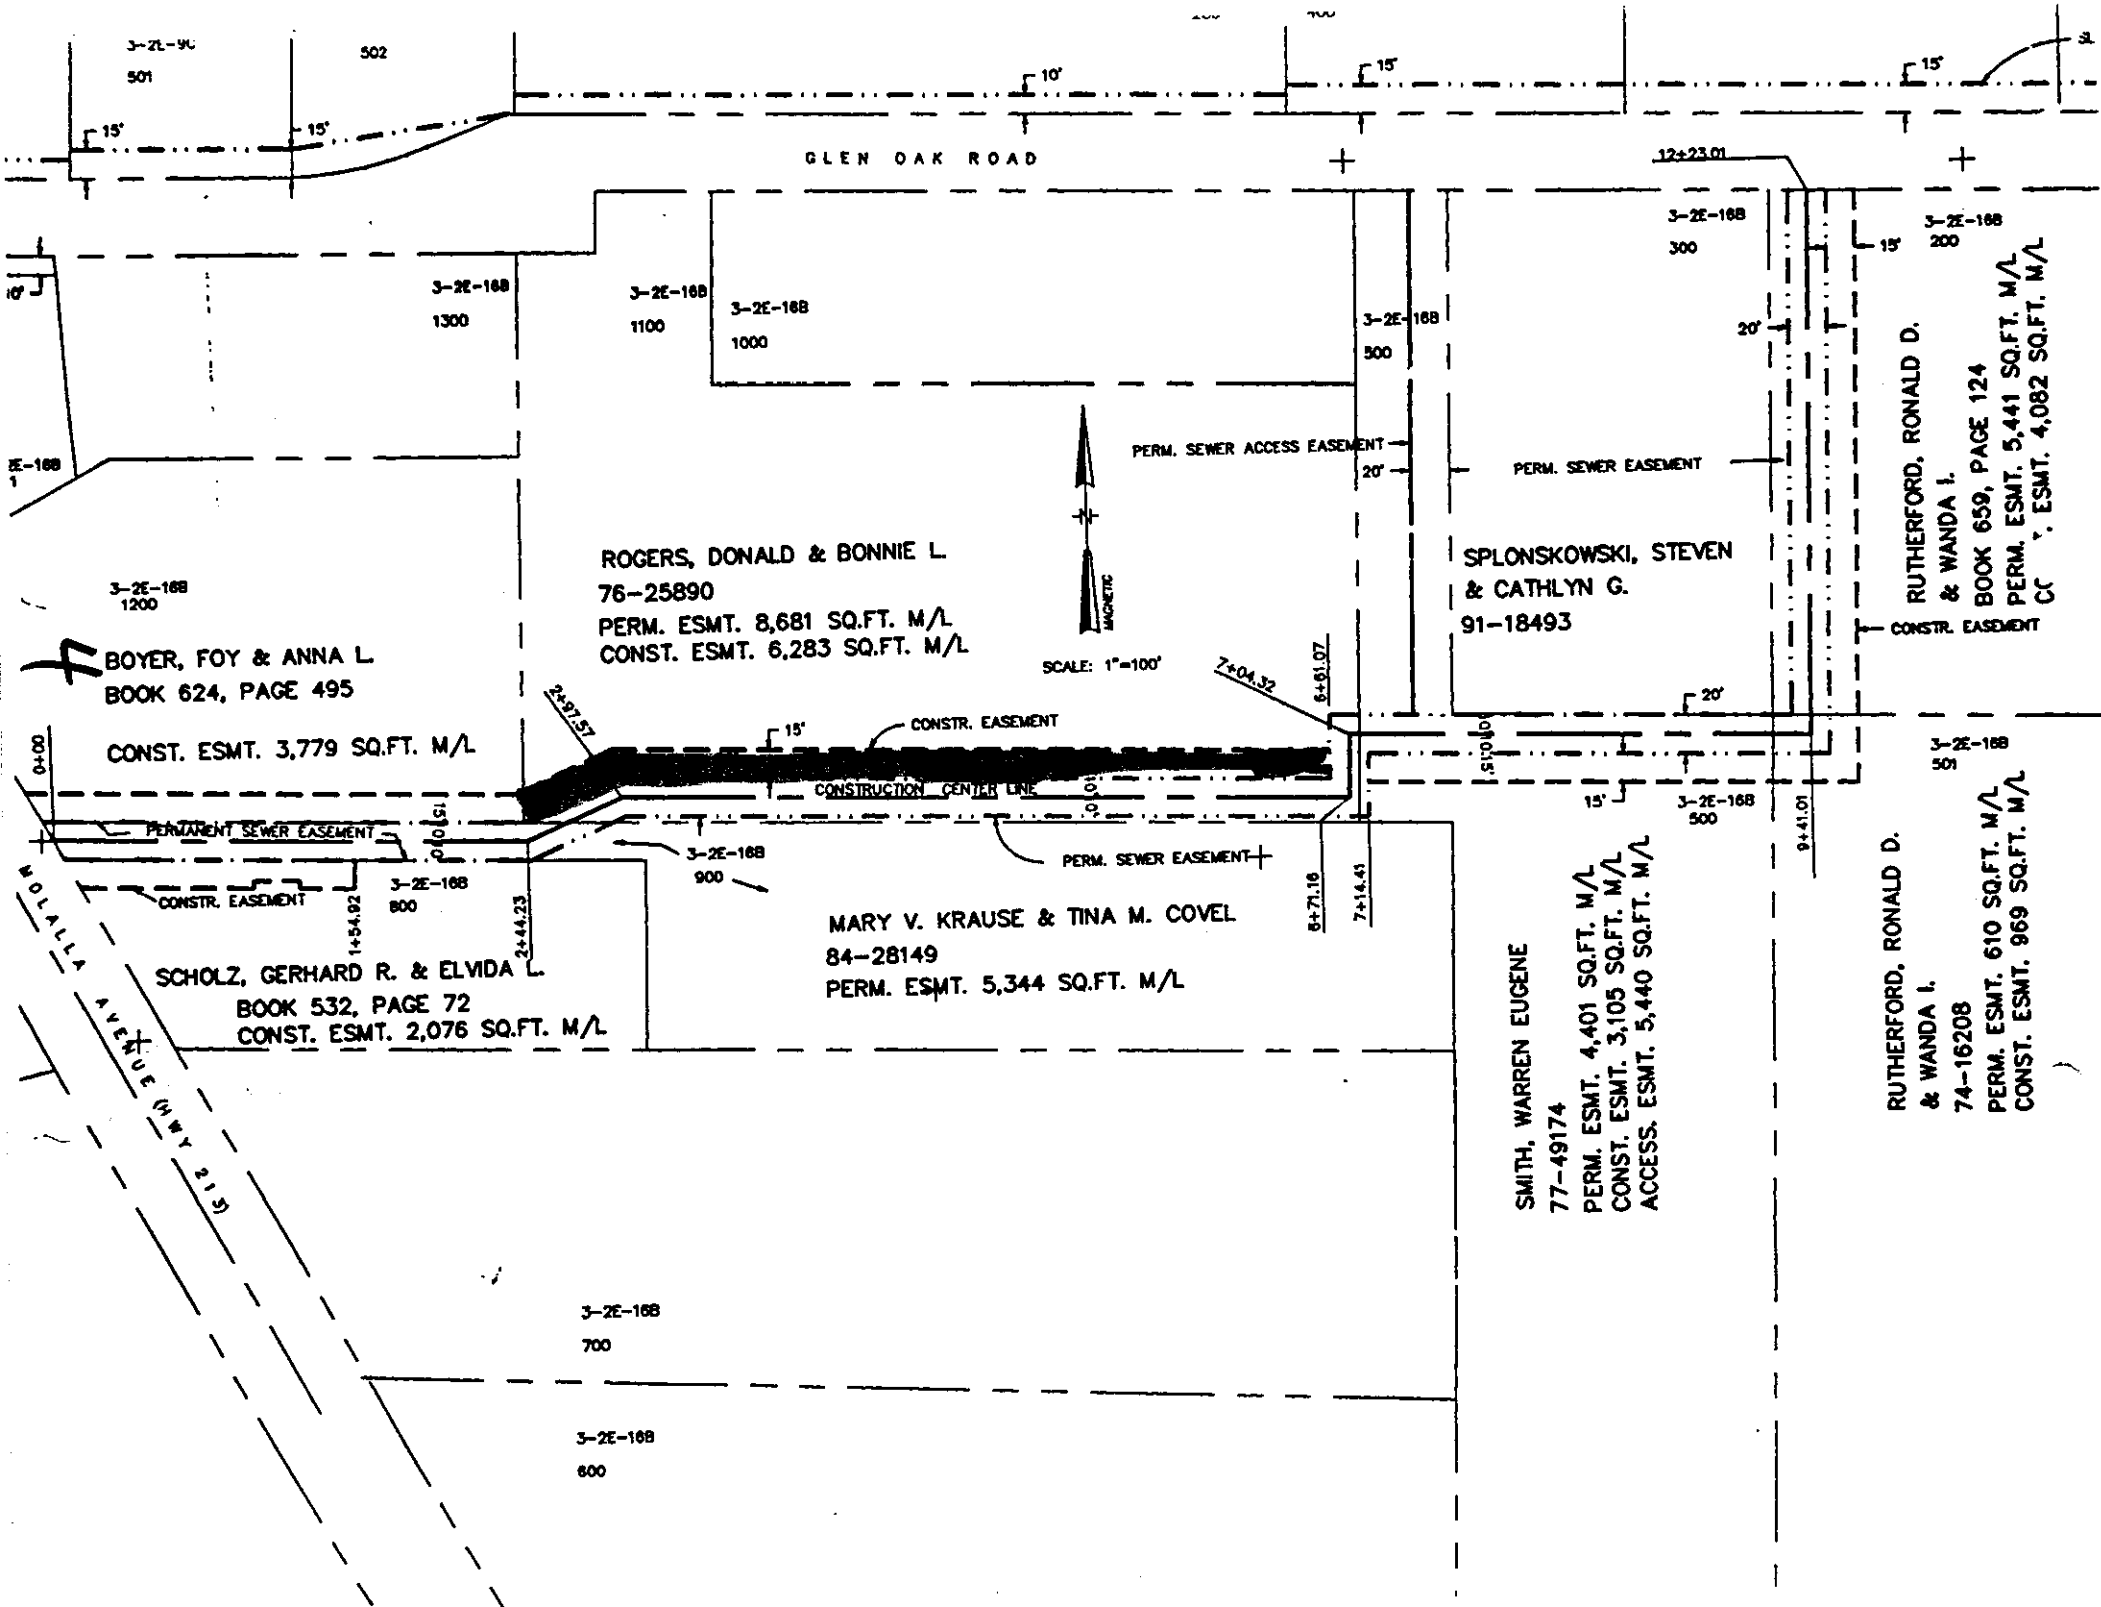 3-2E-9C
501
502
10'
15'
15'
15'
15'
GLEN OAK ROAD
12+23.01
3-2E-16B
300
3-2E-16B
200
15'
3-2E-16B
1300
3-2E-16B
1100
3-2E-16B
1000
3-2E-16B
500
20'
PERM. SEWER ACCESS EASEMENT
20'
PERM. SEWER EASEMENT
RUTHERFORD, RONALD D.
& WANDA I.
BOOK 659, PAGE 124
PERM. ESMT. 5,441 SQ.FT. M/L
ESMT. 4,082 SQ.FT. M/L
CONSTR. EASEMENT
ROGERS, DONALD & BONNIE L.
76-25890
PERM. ESMT. 8,681 SQ.FT. M/L
CONST. ESMT. 6,283 SQ.FT. M/L
N
MAGNETIC
SCALE: 1"=100'
SPLONSKOWSKI, STEVEN
& CATHLYN G.
91-18493
3-2E-16B
1200
BOYER, FOY & ANNA L.
BOOK 624, PAGE 495
CONST. ESMT. 3,779 SQ.FT. M/L
0+00
2+97.57
15'
CONSTR. EASEMENT
7+04.32
6+61.07
20'
CONSTRUCTION CENTER LINE
PERMANENT SEWER EASEMENT
3-2E-16B
900
PERM. SEWER EASEMENT
15'
3-2E-16B
500
3-2E-16B
501
9+41.01
CONSTR. EASEMENT
1+54.92
3-2E-16B
800
2+44.23
6+71.16
7+14.41
MARY V. KRAUSE & TINA M. COVEL
84-28149
PERM. ESMT. 5,344 SQ.FT. M/L
SCHOLZ, GERHARD R. & ELVIDA L.
BOOK 532, PAGE 72
CONST. ESMT. 2,076 SQ.FT. M/L
MOLALLA AVENUE (HWY 213)
SMITH, WARREN EUGENE
77-49174
PERM. ESMT. 4,401 SQ.FT. M/L
CONST. ESMT. 3,105 SQ.FT. M/L
ACCESS. ESMT. 5,440 SQ.FT. M/L
RUTHERFORD, RONALD D.
& WANDA I.
74-16208
PERM. ESMT. 610 SQ.FT. M/L
CONST. ESMT. 969 SQ.FT. M/L
3-2E-16B
700
3-2E-16B
600